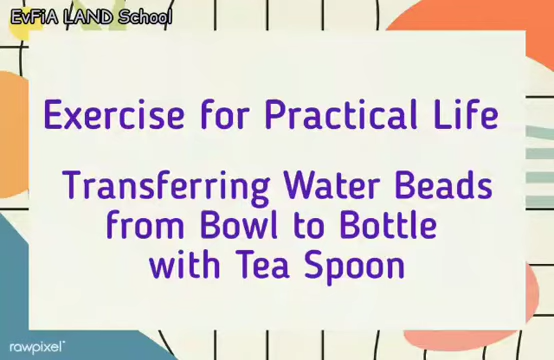 EvFiA LAND School
Exercise for Practical Life
Transferring Water Beads
from Bowl to Bottle
with Tea Spoon
rawpixel